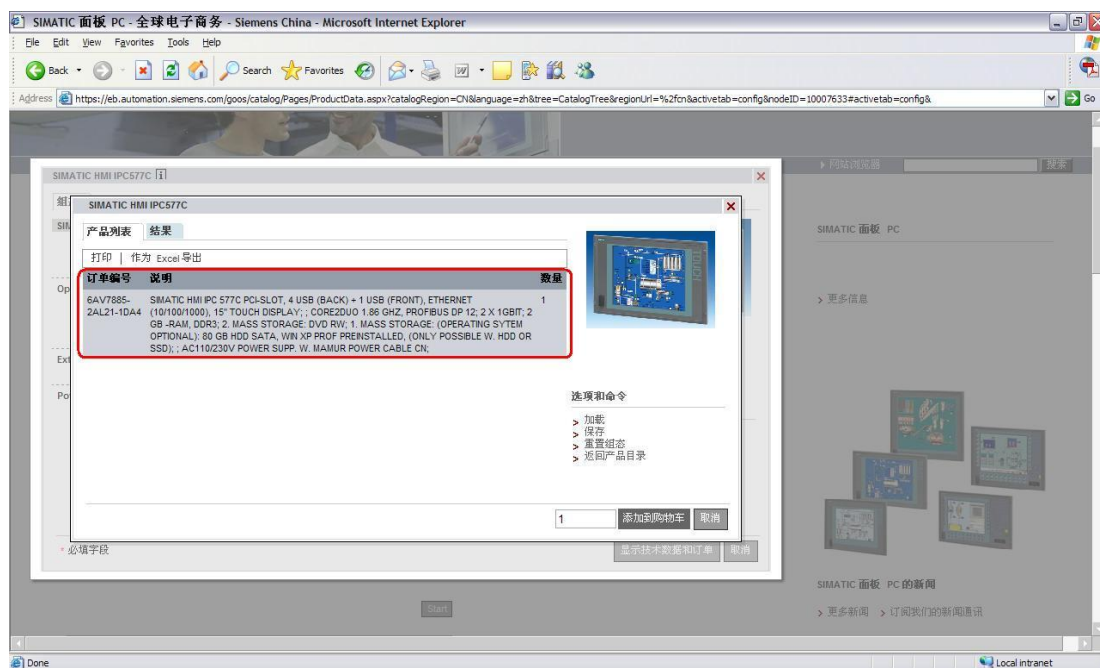 SIMATIC 面板 PC - 全球电子商务 - Siemens China - Microsoft Internet Explorer
File Edit View Favorites Tools Help
Back Search Favorites
Address https://eb.automation.siemens.com/goos/catalog/Pages/ProductData.aspx?catalogRegion=CN&language=zh&tree=CatalogTree&regionUrl=%2fcn&activetab=config&nodeID=10007633#activetab=config& Go
网站浏览器 搜索
SIMATIC HMI IPC577C
SIMATIC HMI IPC577C
产品列表 结果
打印 | 作为 Excel 导出
订单编号 说明 数量
6AV7885- SIMATIC HMI IPC 577C PCI-SLOT, 4 USB (BACK) + 1 USB (FRONT), ETHERNET 1
2AL21-1DA4 (10/100/1000), 15" TOUCH DISPLAY; ; CORE2DUO 1.86 GHZ, PROFIBUS DP 12; 2 X 1GBIT; 2
GB -RAM, DDR3; 2. MASS STORAGE: DVD RW; 1. MASS STORAGE: (OPERATING SYTEM
OPTIONAL): 80 GB HDD SATA, WIN XP PROF PREINSTALLED, (ONLY POSSIBLE W. HDD OR
SSD); ; AC110/230V POWER SUPP. W. MAMUR POWER CABLE CN;
TOUCH
选项和命令
加载
保存
重置组态
返回产品目录
1 添加到购物车 取消
Op
Ext
Po
* 必填字段 显示技术数据和订单 取消
Start
SIMATIC 面板 PC
更多信息
SIMATIC 面板 PC 的新闻
更多新闻 订阅我们的新闻通讯
Done Local intranet